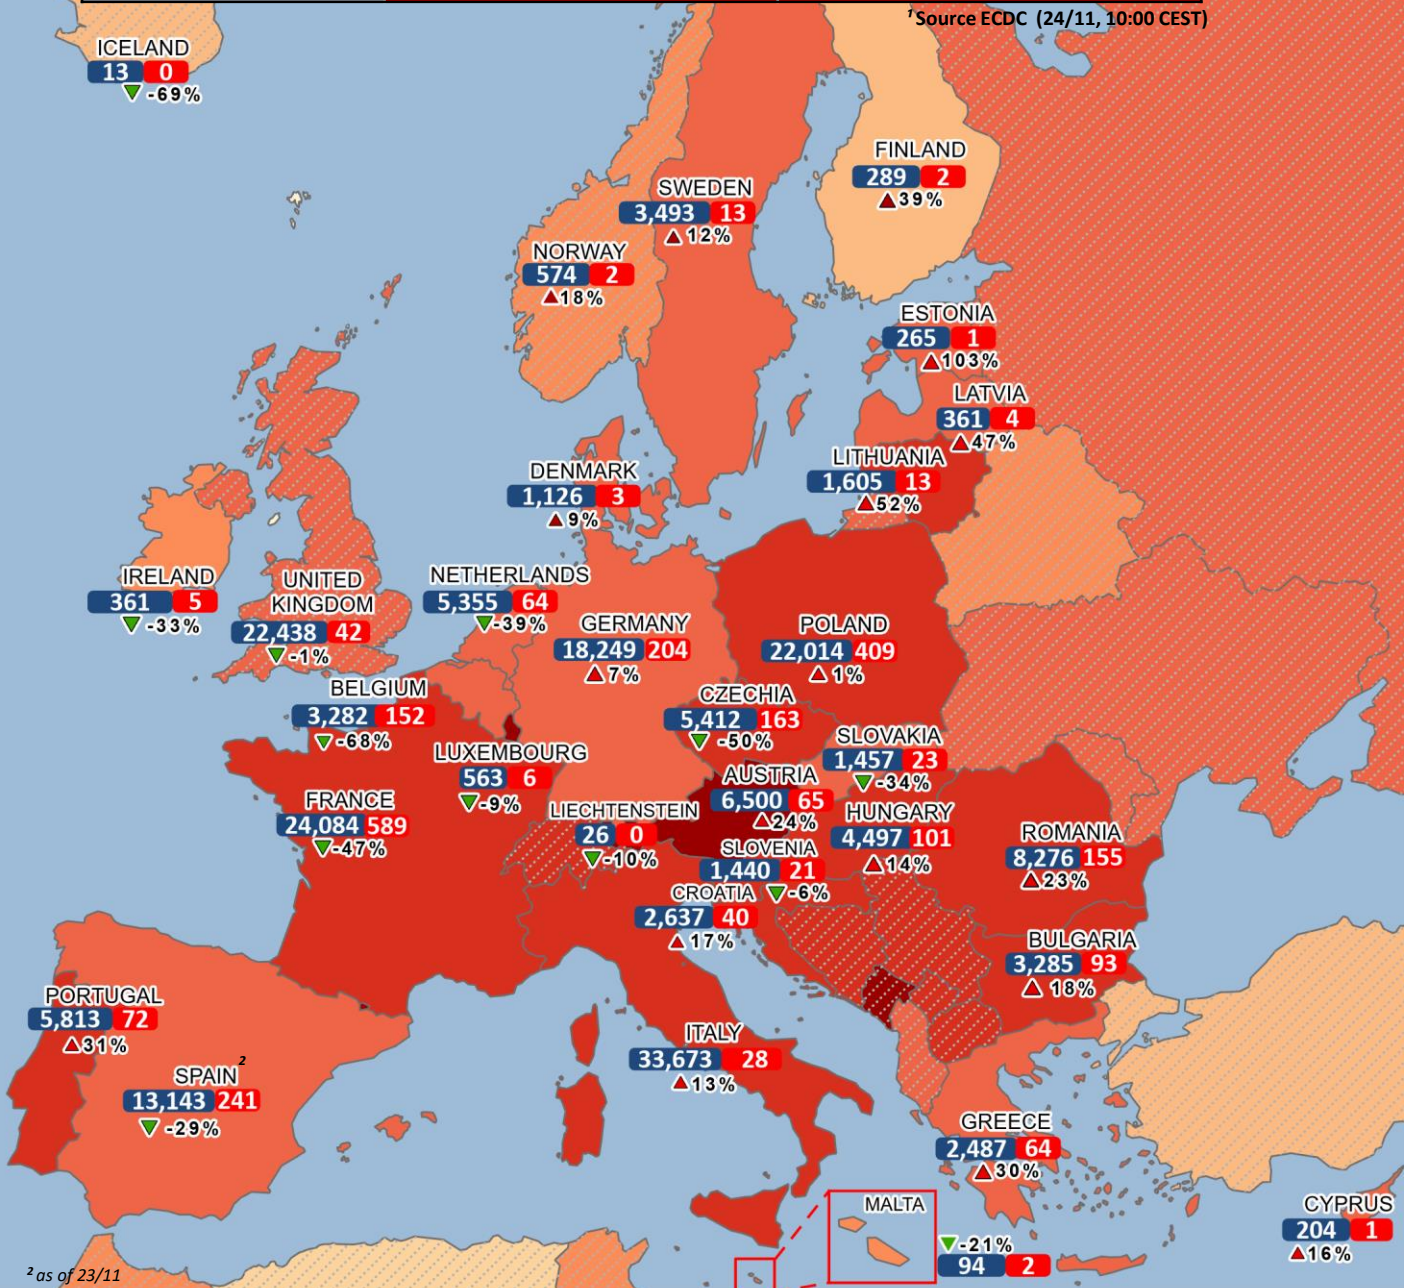 ¹ Source ECDC (24/11, 10:00 CEST)
ICELAND
13 0
-69%
FINLAND
289 2
39%
SWEDEN
3,493 13
12%
NORWAY
574 2
18%
ESTONIA
265 1
103%
LATVIA
361 4
47%
LITHUANIA
1,605 13
52%
DENMARK
1,126 3
9%
IRELAND
361 5
-33%
UNITED
KINGDOM
22,438 42
-1%
NETHERLANDS
5,355 64
-39%
GERMANY
18,249 204
7%
POLAND
22,014 409
1%
BELGIUM
3,282 152
-68%
CZECHIA
5,412 163
-50%
SLOVAKIA
1,457 23
-34%
LUXEMBOURG
563 6
-9%
AUSTRIA
6,500 65
24%
FRANCE
24,084 589
-47%
LIECHTENSTEIN
26 0
-10%
HUNGARY
4,497 101
14%
ROMANIA
8,276 155
23%
SLOVENIA
1,440 21
-6%
CROATIA
2,637 40
17%
BULGARIA
3,285 93
18%
PORTUGAL
5,813 72
31%
SPAIN ²
13,143 241
-29%
ITALY
33,673 28
13%
GREECE
2,487 64
30%
MALTA
-21%
94 2
CYPRUS
204 1
16%
² as of 23/11